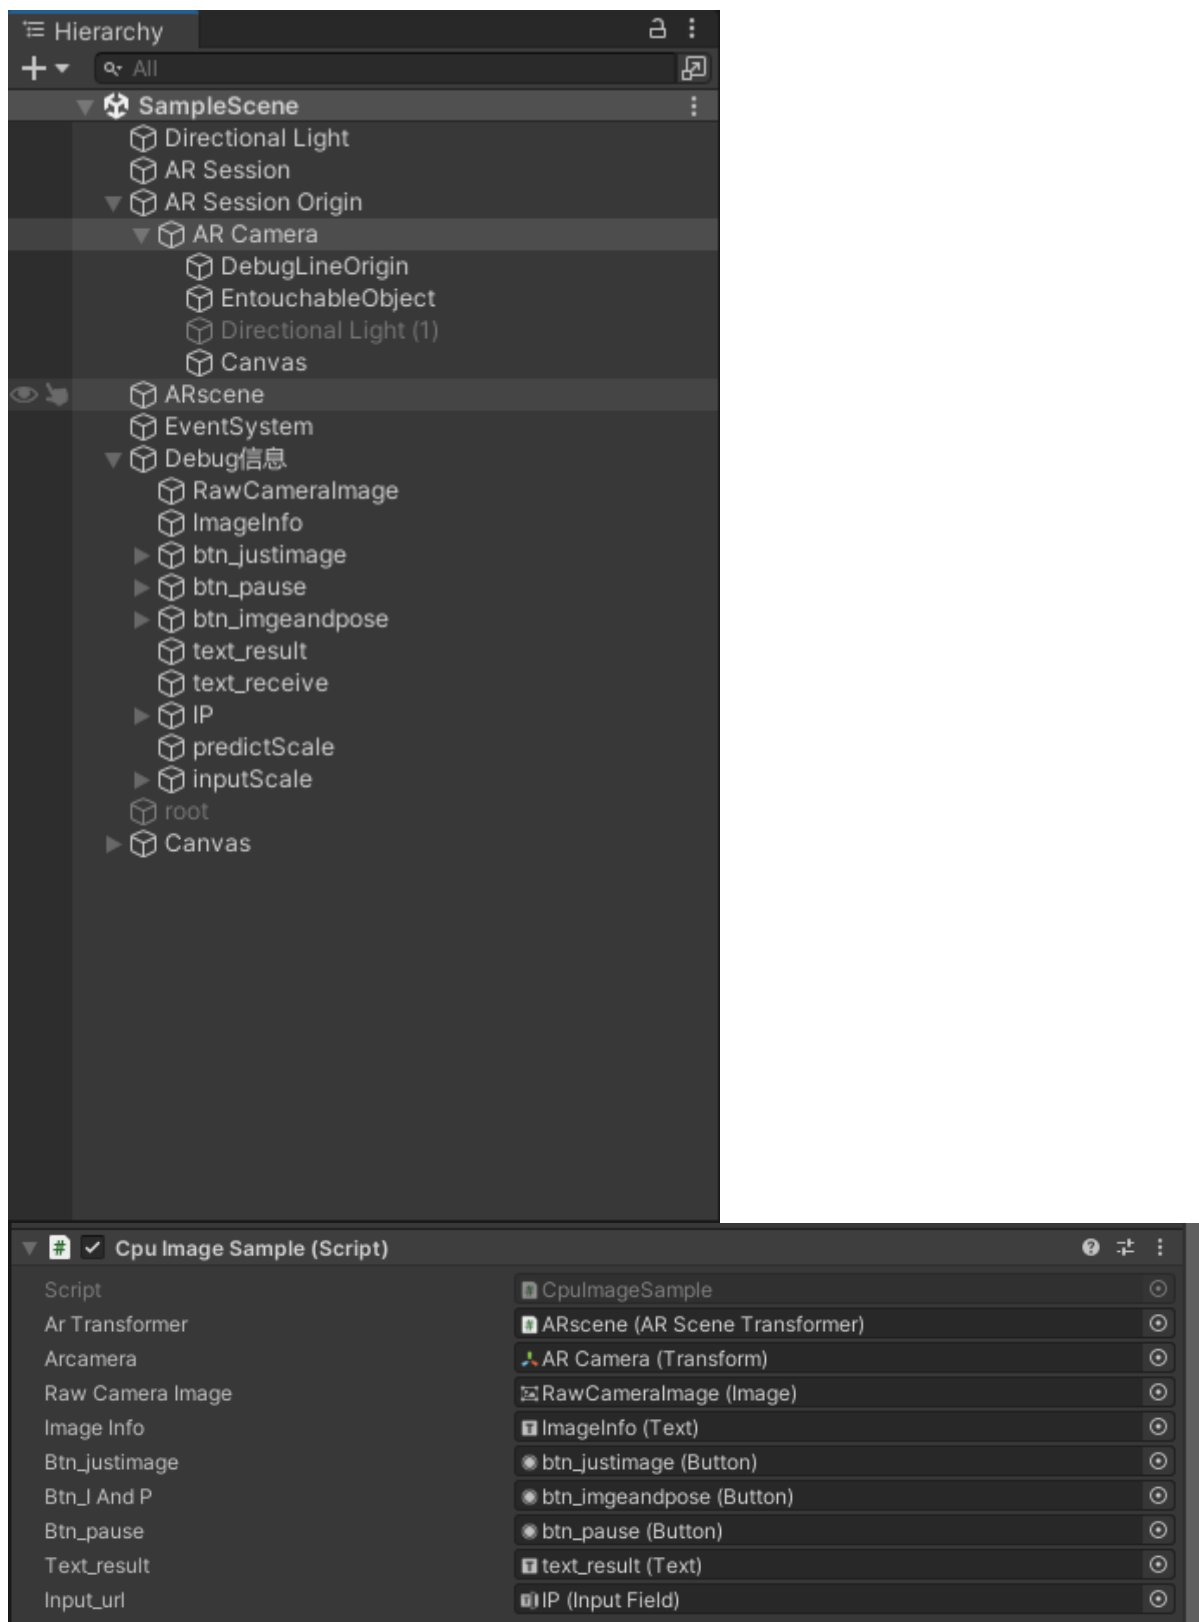 Hierarchy
All
SampleScene
Directional Light
AR Session
AR Session Origin
AR Camera
DebugLineOrigin
EntouchableObject
Directional Light (1)
Canvas
ARscene
EventSystem
Debug信息
RawCameraImage
ImageInfo
btn_justimage
btn_pause
btn_imgeandpose
text_result
text_receive
IP
predictScale
inputScale
root
Canvas
Cpu Image Sample (Script)
Script CpuImageSample
Ar Transformer ARscene (AR Scene Transformer)
Arcamera AR Camera (Transform)
Raw Camera Image RawCameraImage (Image)
Image Info ImageInfo (Text)
Btn_justimage btn_justimage (Button)
Btn_I And P btn_imgeandpose (Button)
Btn_pause btn_pause (Button)
Text_result text_result (Text)
Input_url IP (Input Field)